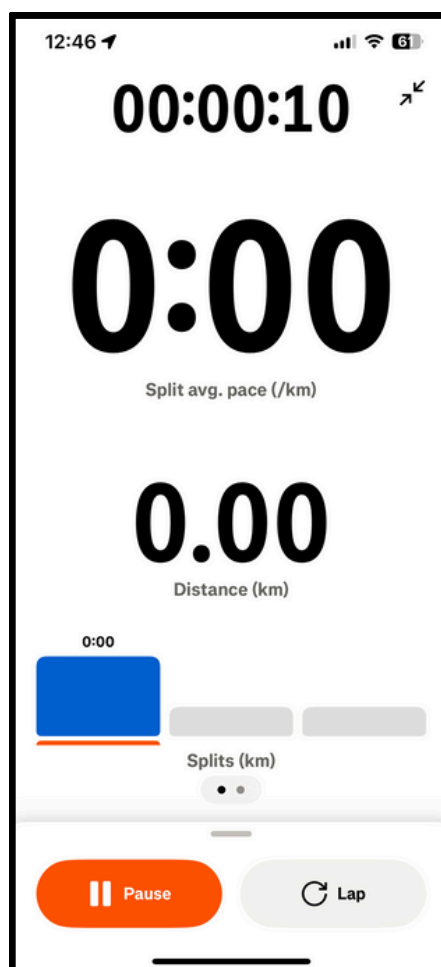 12:46
61
00:00:10
0:00
Split avg. pace (/km)
0.00
Distance (km)
0:00
Splits (km)
Pause
Lap